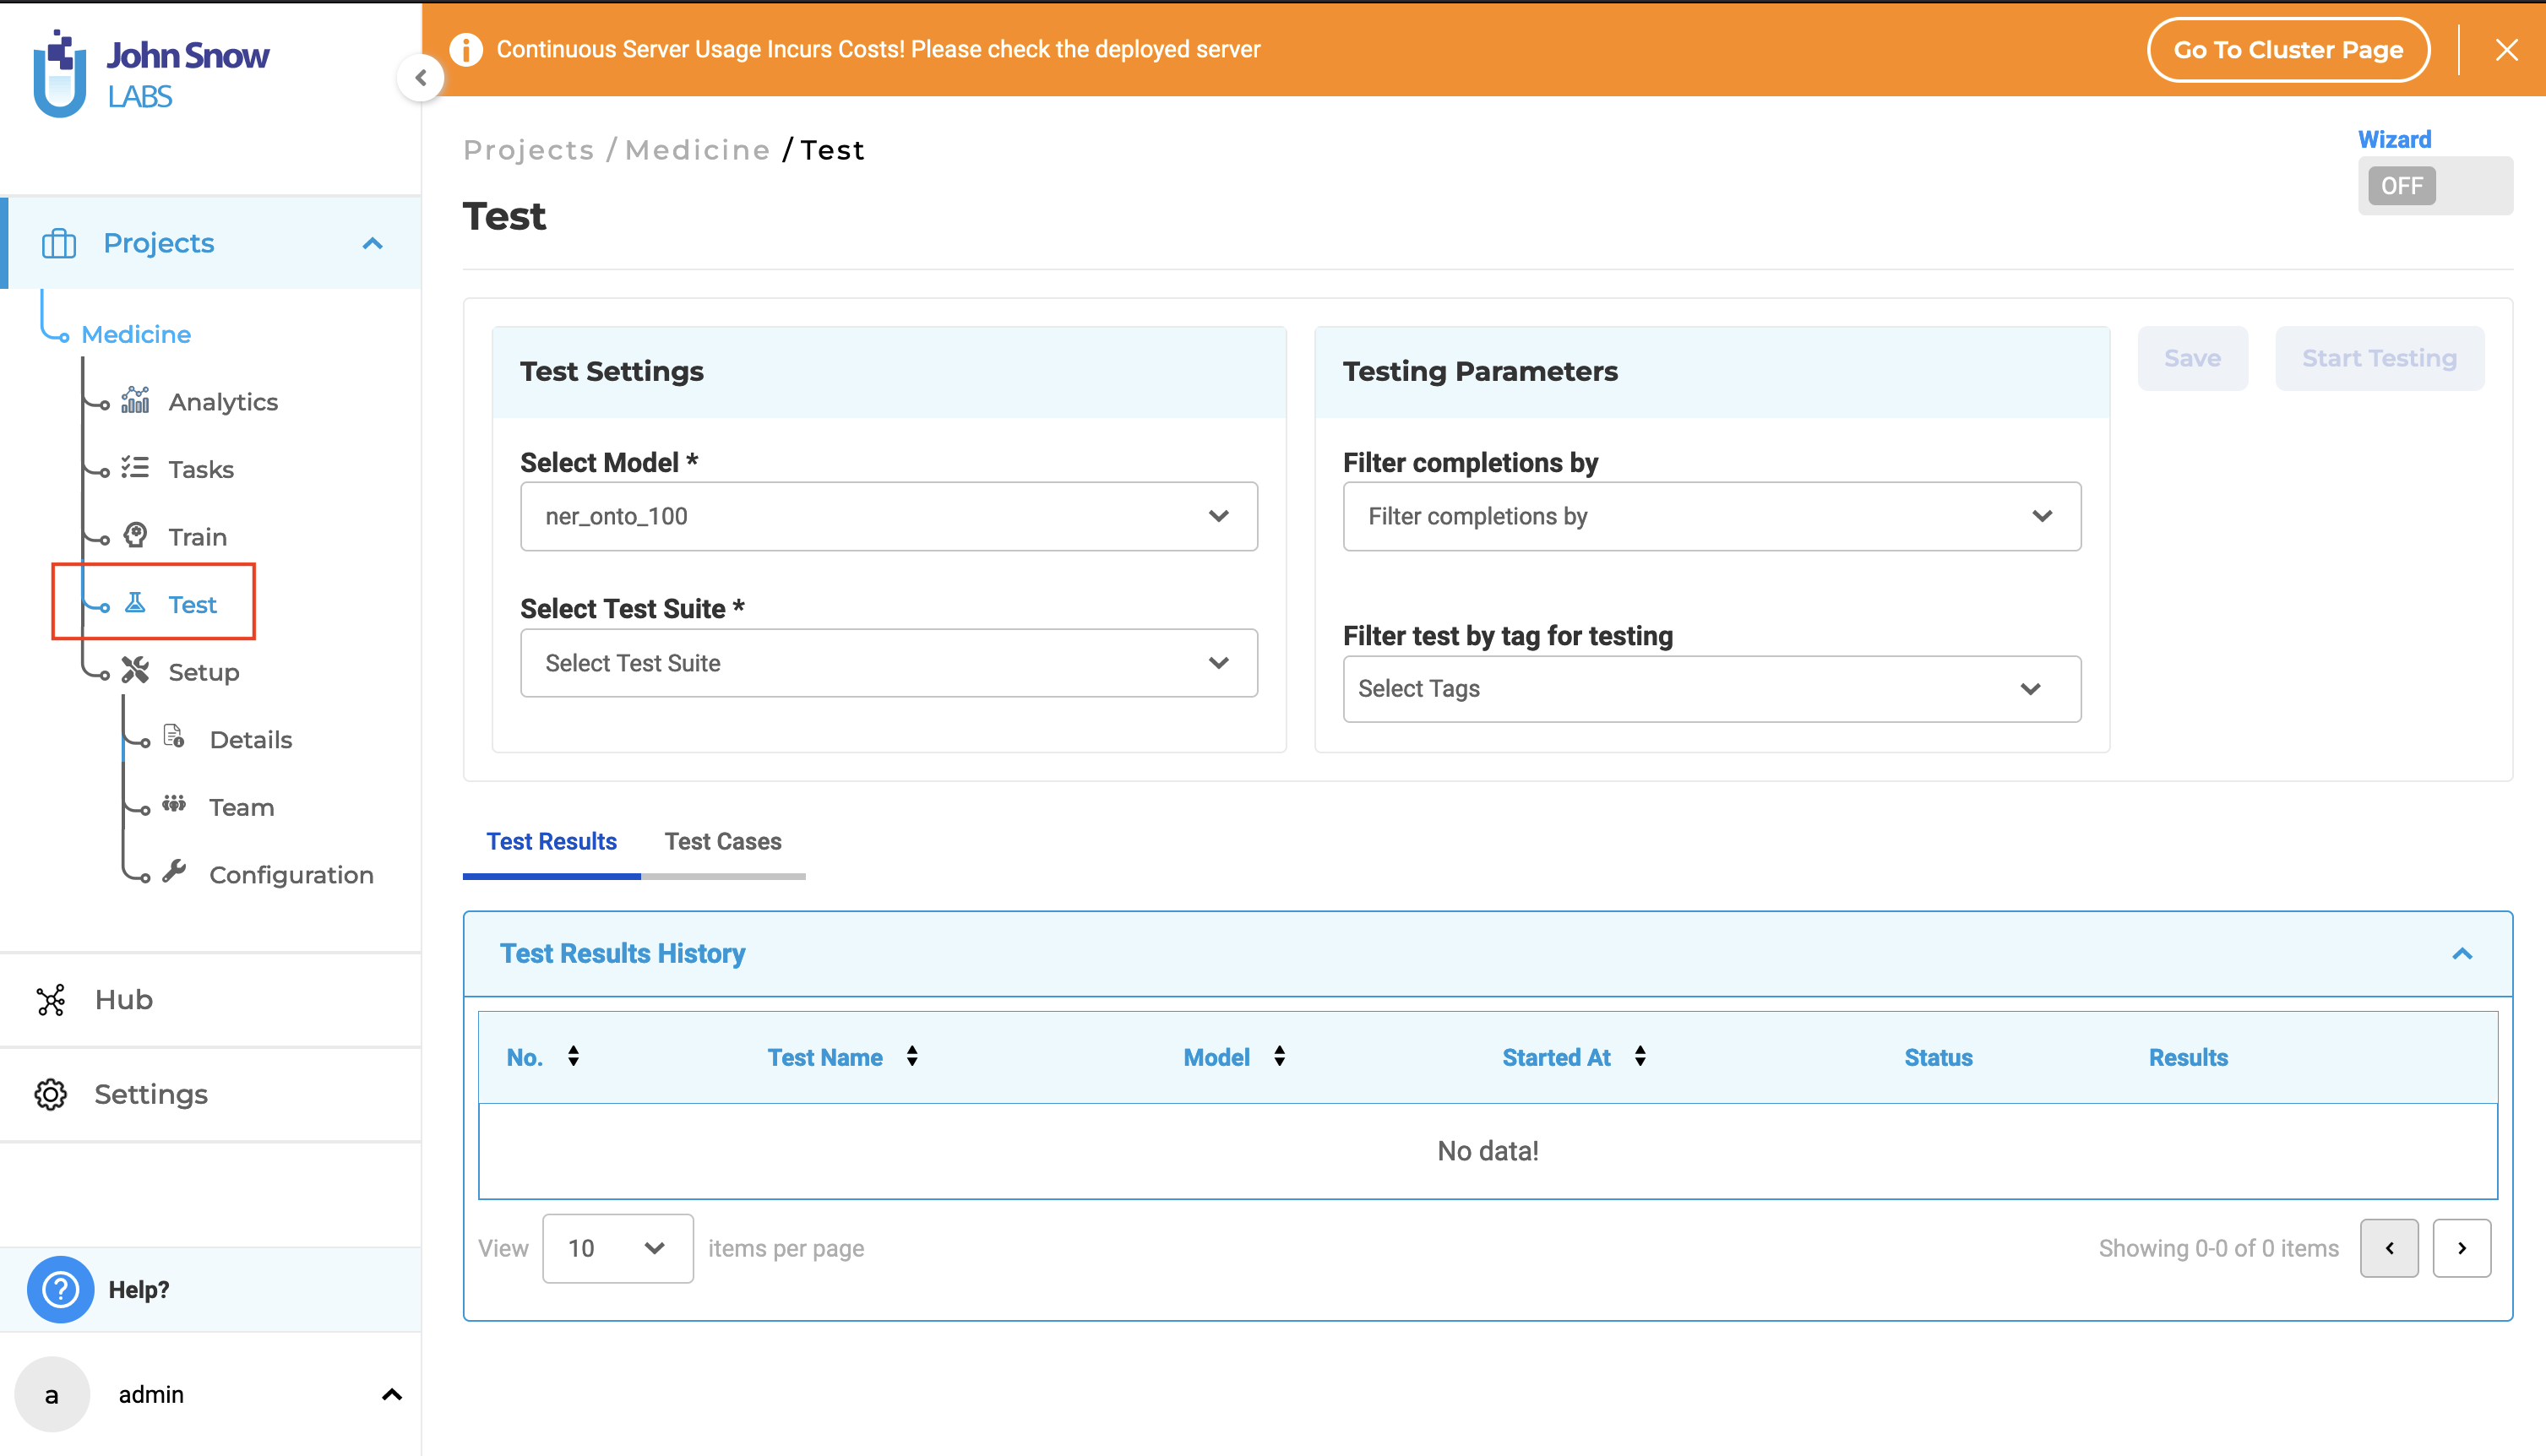 John Snow
LABS
Continuous Server Usage Incurs Costs! Please check the deployed server
Go To Cluster Page
Projects / Medicine / Test
Wizard
OFF
Test
Projects
Medicine
Analytics
Tasks
Train
Test
Setup
Details
Team
Configuration
Hub
Settings
Help?
a
admin
Test Settings
Select Model *
ner_onto_100
Select Test Suite *
Select Test Suite
Testing Parameters
Filter completions by
Filter completions by
Filter test by tag for testing
Select Tags
Save
Start Testing
Test Results
Test Cases
Test Results History
No. Test Name Model Started At Status Results
No data!
View 10 items per page
Showing 0-0 of 0 items